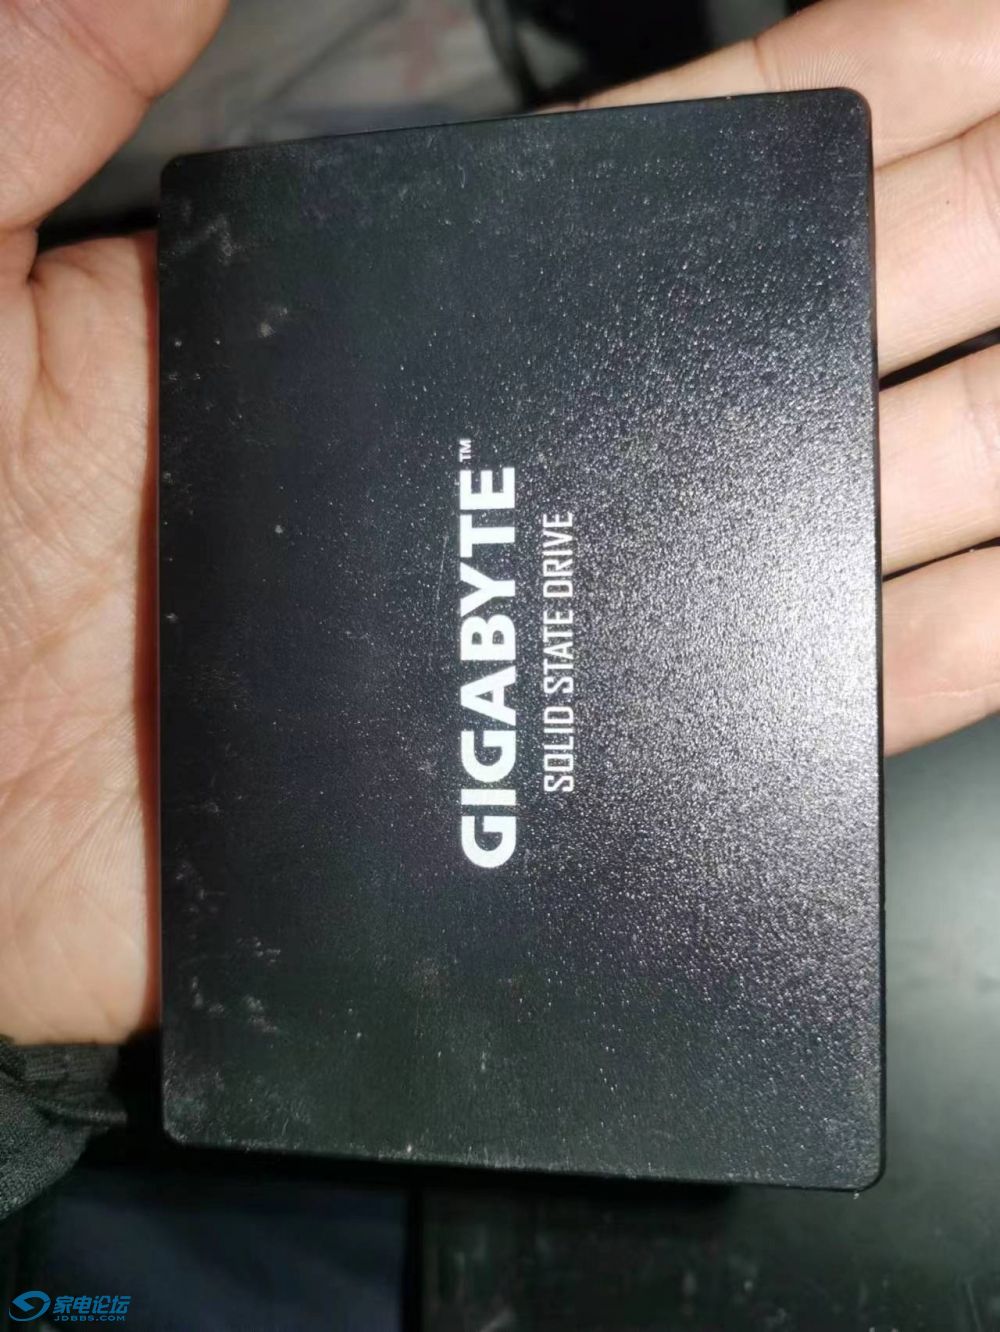 GIGABYTE™
SOLID STATE DRIVE
家电论坛
JDBBS.COM